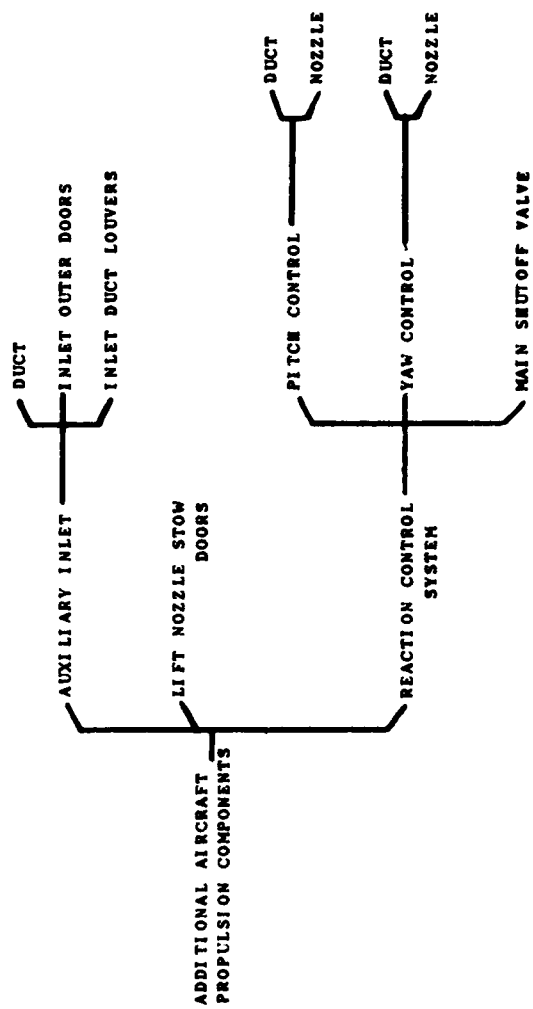 ADDITIONAL AIRCRAFT
PROPULSION COMPONENTS
AUXILIARY INLET
DUCT
INLET OUTER DOORS
INLET DUCT LOUVERS
LIFT NOZZLE STOW
DOORS
REACTION CONTROL
SYSTEM
PITCH CONTROL
DUCT
NOZZLE
YAW CONTROL
DUCT
NOZZLE
MAIN SHUTOFF VALVE